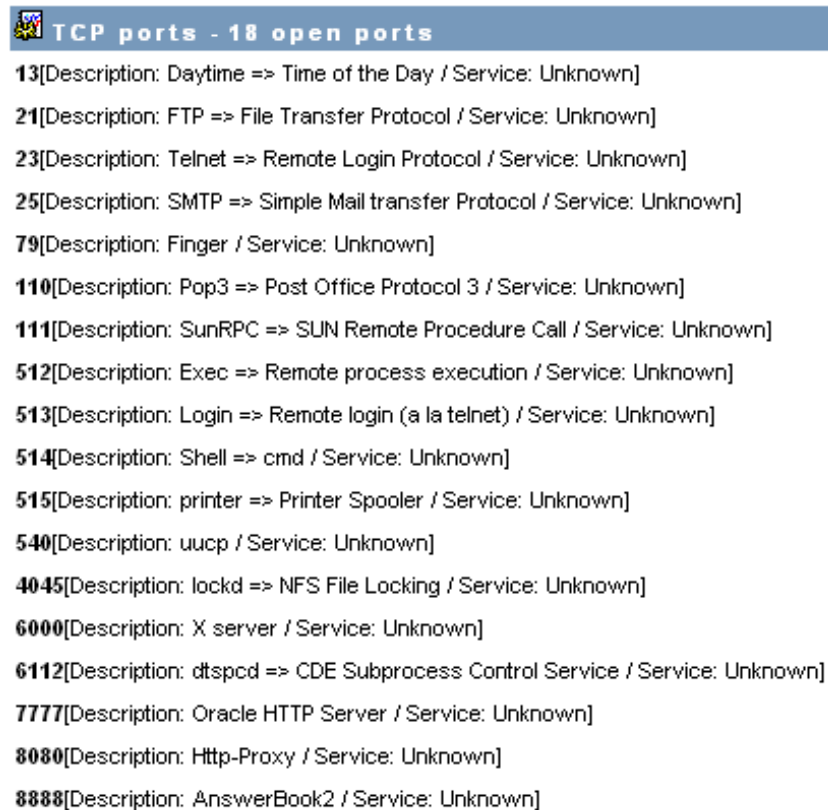 TCP ports - 18 open ports
13[Description: Daytime => Time of the Day / Service: Unknown]
21[Description: FTP => File Transfer Protocol / Service: Unknown]
23[Description: Telnet => Remote Login Protocol / Service: Unknown]
25[Description: SMTP => Simple Mail transfer Protocol / Service: Unknown]
79[Description: Finger / Service: Unknown]
110[Description: Pop3 => Post Office Protocol 3 / Service: Unknown]
111[Description: SunRPC => SUN Remote Procedure Call / Service: Unknown]
512[Description: Exec => Remote process execution / Service: Unknown]
513[Description: Login => Remote login (a la telnet) / Service: Unknown]
514[Description: Shell => cmd / Service: Unknown]
515[Description: printer => Printer Spooler / Service: Unknown]
540[Description: uucp / Service: Unknown]
4045[Description: lockd => NFS File Locking / Service: Unknown]
6000[Description: X server / Service: Unknown]
6112[Description: dtspcd => CDE Subprocess Control Service / Service: Unknown]
7777[Description: Oracle HTTP Server / Service: Unknown]
8080[Description: Http-Proxy / Service: Unknown]
8888[Description: AnswerBook2 / Service: Unknown]